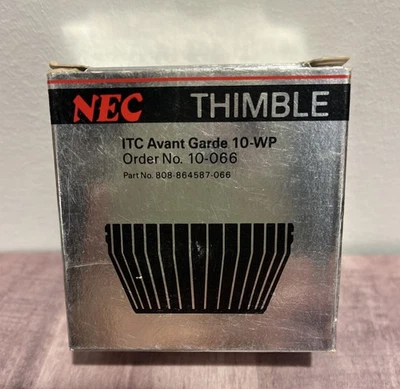 NEC THIMBLE
ITC Avant Garde 10-WP
Order No. 10-066
Part No. 808-864587-066